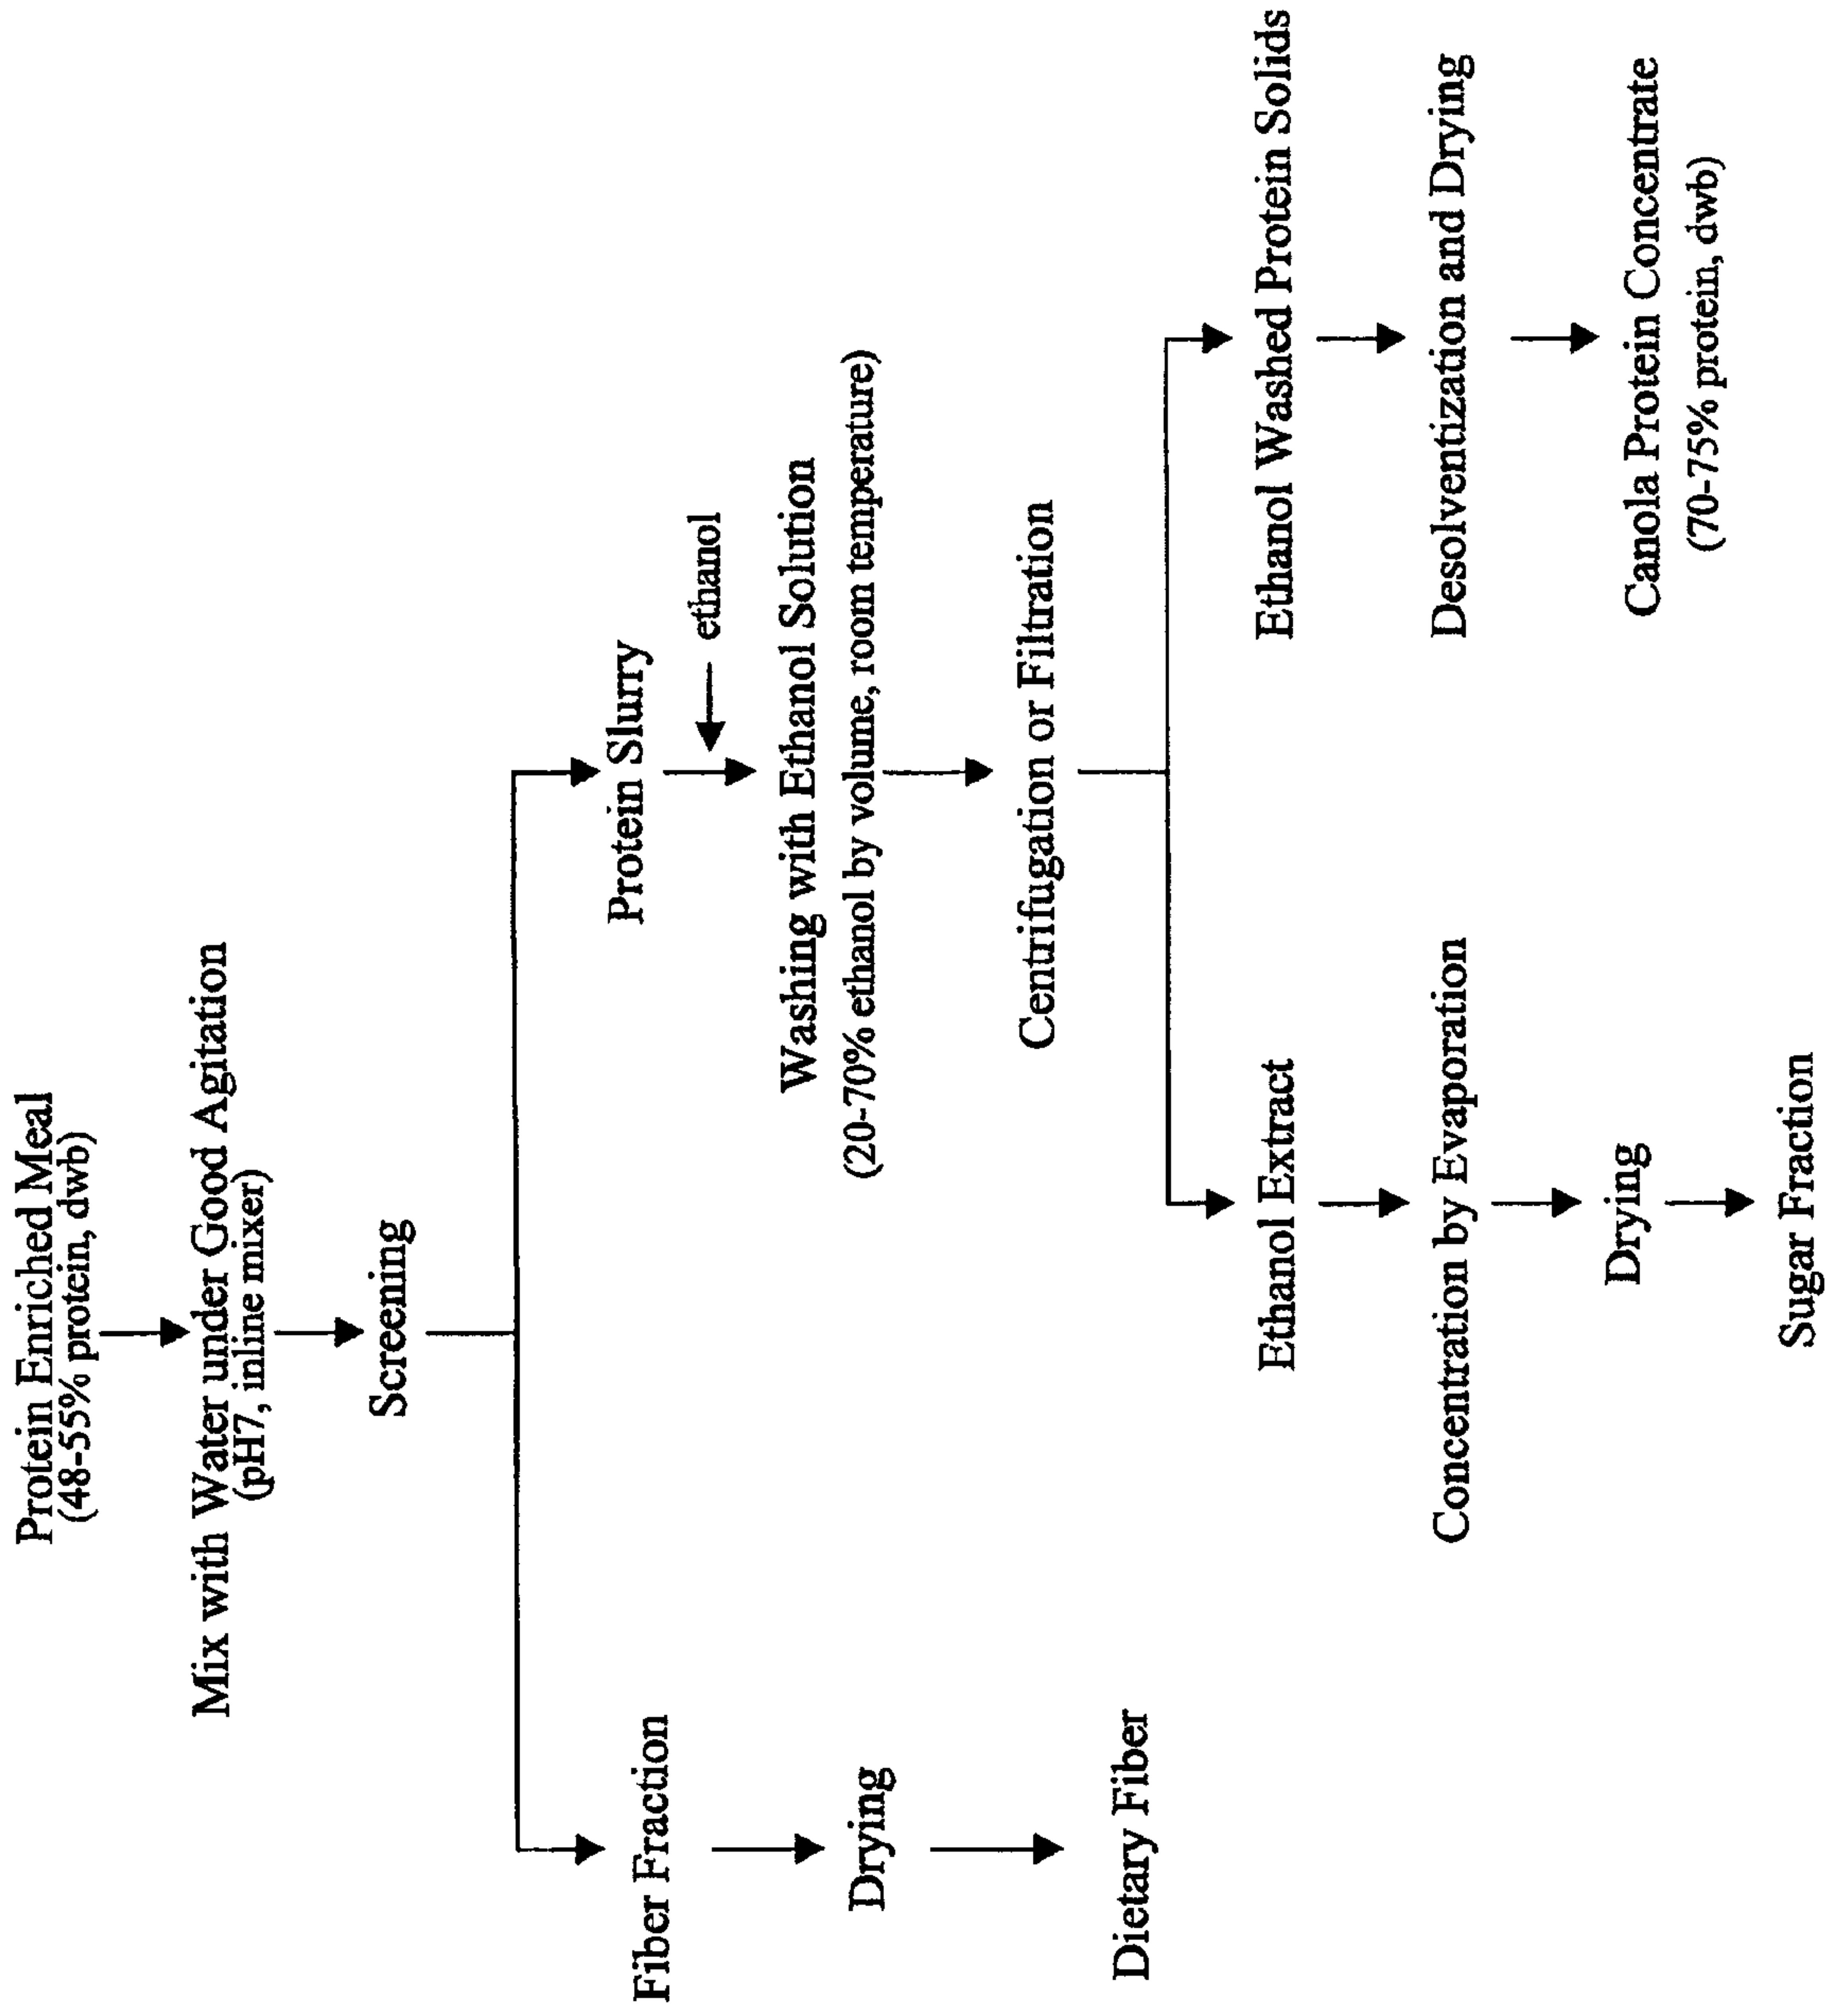 Protein Enriched Meal
(48-55% protein, dwb)
Mix with Water under Good Agitation
(pH7, inline mixer)
Screening
Fiber Fraction
Drying
Dietary Fiber
Protein Slurry
ethanol
Washing with Ethanol Solution
(20-70% ethanol by volume, room temperature)
Centrifugation or Filtration
Ethanol Extract
Concentration by Evaporation
Drying
Sugar Fraction
Ethanol Washed Protein Solids
Desolventization and Drying
Canola Protein Concentrate
(70-75% protein, dwb)